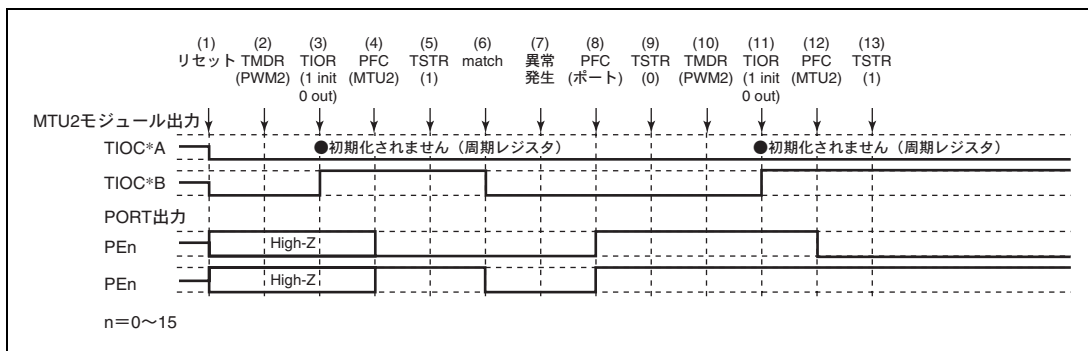 (1) (2) (3) (4) (5) (6) (7) (8) (9) (10) (11) (12) (13)
リセット TMDR TIOR PFC TSTR match 異常 PFC TSTR TMDR TIOR PFC TSTR
(PWM2) (1 init (MTU2) (1) 発生 (ポート) (0) (PWM2) (1 init (MTU2) (1)
0 out) 0 out)
MTU2モジュール出力
TIOC*A ●初期化されません（周期レジスタ） ●初期化されません（周期レジスタ）
TIOC*B
PORT出力
PEn High-Z
PEn High-Z
n＝0〜15